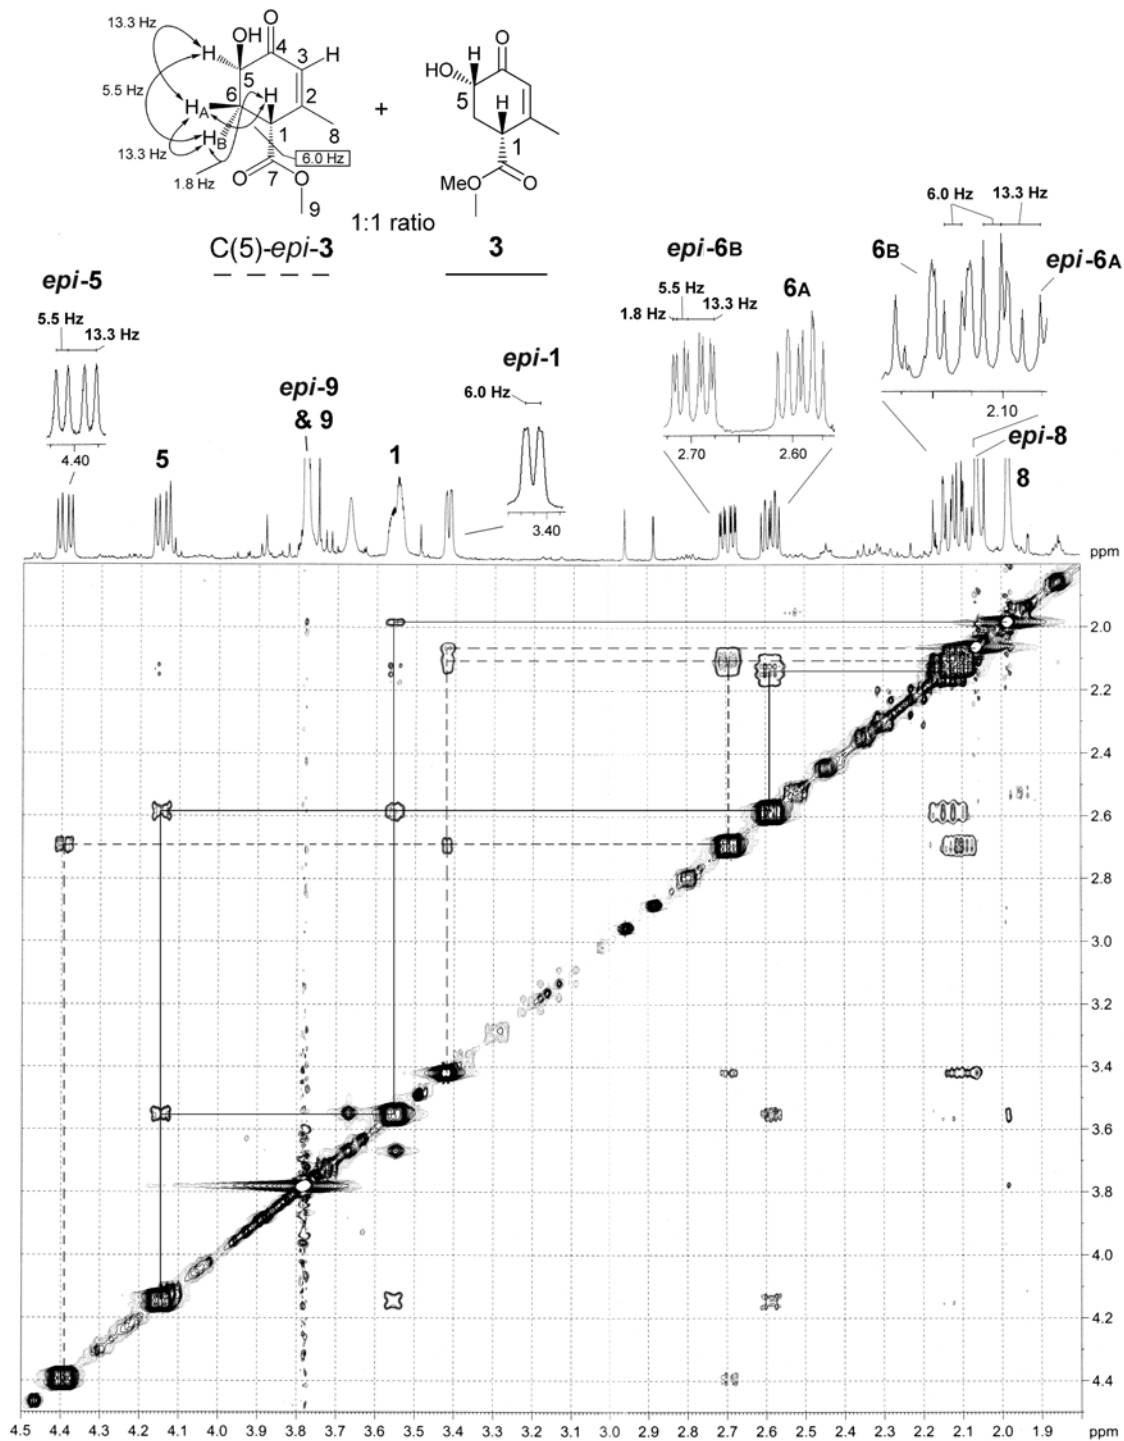 13.3 Hz
5.5 Hz
13.3 Hz
1.8 Hz
6.0 Hz
OH
O
H
H
HA
HB
H
4
3
5
6
2
1
8
7
O
O
9
+
O
H
HO
5
H
1
MeO
O
1:1 ratio
C(5)-epi-3
3
epi-5
5.5 Hz
13.3 Hz
4.40
5
epi-9
& 9
1
epi-1
6.0 Hz
3.40
epi-6B
5.5 Hz
1.8 Hz
13.3 Hz
6A
2.70
2.60
6.0 Hz
13.3 Hz
6B
epi-6A
2.10
epi-8
8
ppm
2.0
2.2
2.4
2.6
2.8
3.0
3.2
3.4
3.6
3.8
4.0
4.2
4.4
4.5 4.4 4.3 4.2 4.1 4.0 3.9 3.8 3.7 3.6 3.5 3.4 3.3 3.2 3.1 3.0 2.9 2.8 2.7 2.6 2.5 2.4 2.3 2.2 2.1 2.0 1.9 ppm